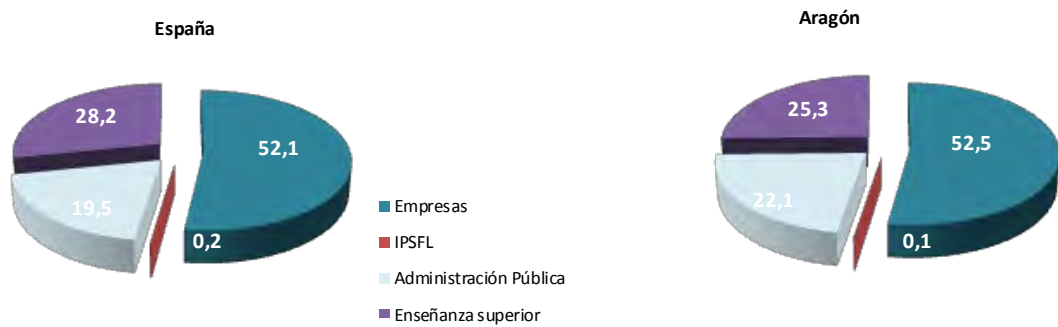 España
28,2
52,1
19,5
0,2
Empresas
IPSFL
Administración Pública
Enseñanza superior
Aragón
25,3
52,5
22,1
0,1